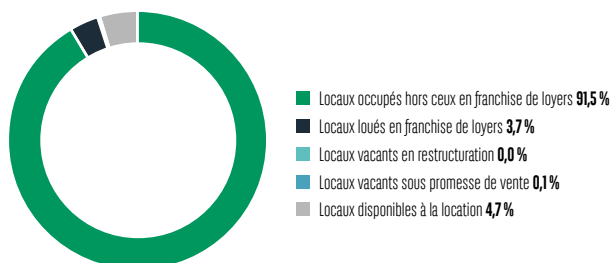 Locaux occupés hors ceux en franchise de loyers 91,5 %
Locaux loués en franchise de loyers 3,7 %
Locaux vacants en restructuration 0,0 %
Locaux vacants sous promesse de vente 0,1 %
Locaux disponibles à la location 4,7 %